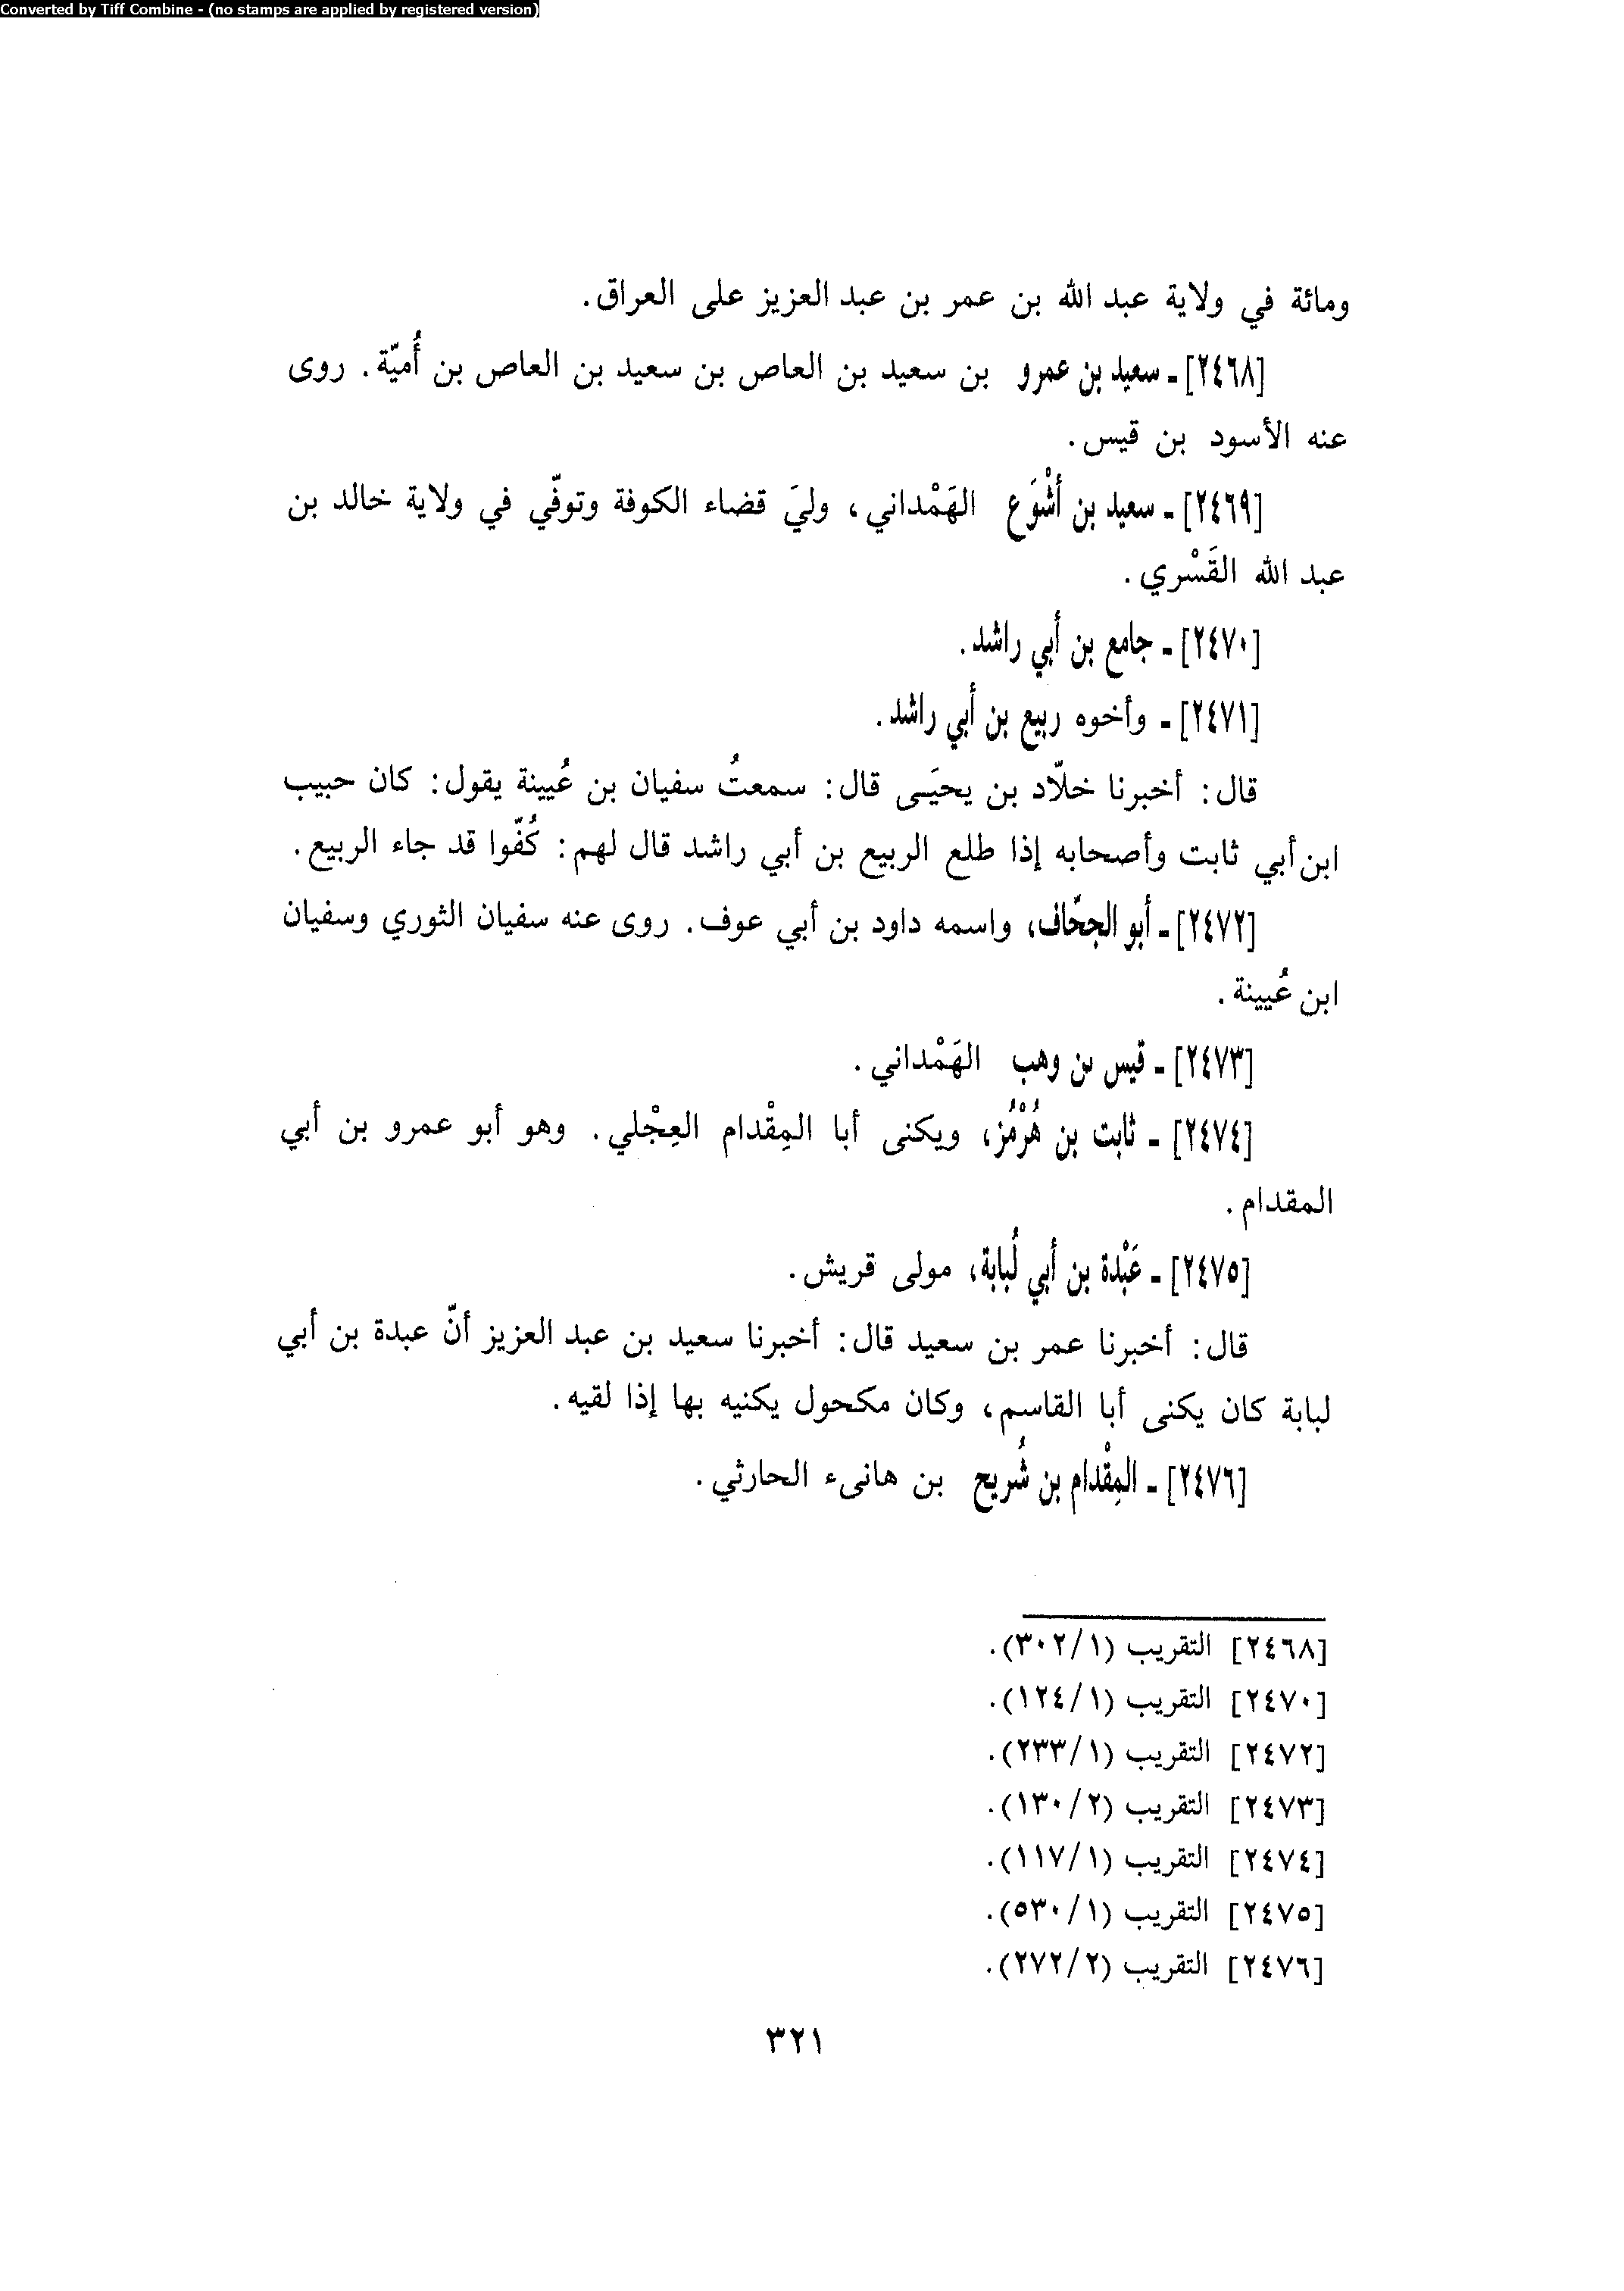 Converted by Tiff Combine - (no stamps are applied by registered version)
ومائة في ولاية عبد الله بن عمر بن عبد العزيز على العراق.
[٢٤٦٨] ـ سعيد بن عمرو بن سعيد بن العاص بن سعيد بن العاص بن أُميّة. روى
عنه الأسود بن قيس.
[٢٤٦٩] ـ سعيد بن أَشْوَع الهَمْداني، وليَ قضاء الكوفة وتوفّي في ولاية خالد بن
عبد الله القَسْري.
[٢٤٧٠] ـ جامع بن أبي راشد.
[٢٤٧١] ـ وأخوه ربيع بن أبي راشد.
قال: أخبرنا خلّاد بن يحيَى قال: سمعتُ سفيان بن عُيينة يقول: كان حبيب
ابن أبي ثابت وأصحابه إذا طلع الربيع بن أبي راشد قال لهم: كُفّوا قد جاء الربيع.
[٢٤٧٢] ـ أبو الجحّاف، واسمه داود بن أبي عوف. روى عنه سفيان الثوري وسفيان
ابن عُيينة.
[٢٤٧٣] ـ قيس بن وهب الهَمْداني.
[٢٤٧٤] ـ ثابت بن هُرْمُز، ويكنى أبا المِقْدام العِجْلي. وهو أبو عمرو بن أبي
المقدام.
[٢٤٧٥] ـ عَبْدة بن أبي لُبابة، مولى قريش.
قال: أخبرنا عمر بن سعيد قال: أخبرنا سعيد بن عبد العزيز أنّ عبدة بن أبي
لبابة كان يكنى أبا القاسم، وكان مكحول يكنيه بها إذا لقيه.
[٢٤٧٦] ـ المِقْدام بن شُريح بن هانىء الحارثي.
[٢٤٦٨] التقريب (٣٠٢/١).
[٢٤٧٠] التقريب (١٢٤/١).
[٢٤٧٢] التقريب (٢٣٣/١).
[٢٤٧٣] التقريب (١٣٠/٢).
[٢٤٧٤] التقريب (١١٧/١).
[٢٤٧٥] التقريب (٥٣٠/١).
[٢٤٧٦] التقريب (٢٧٢/٢).
٣٢١